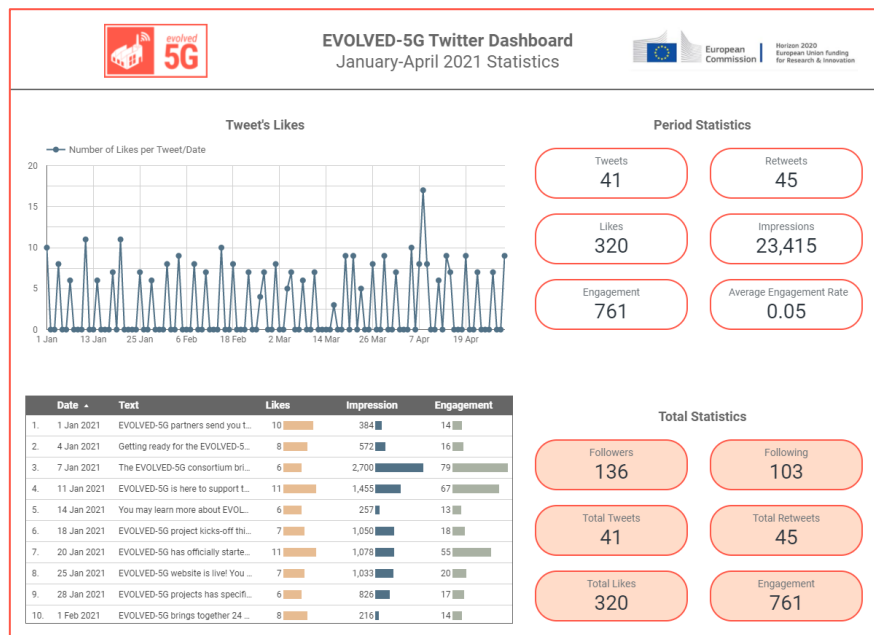 evolved
5G
EVOLVED-5G Twitter Dashboard
January-April 2021 Statistics
European
Commission
Horizon 2020
European Union funding
for Research & Innovation
Tweet's Likes
Number of Likes per Tweet/Date
20
15
10
5
0
1 Jan 13 Jan 25 Jan 6 Feb 18 Feb 2 Mar 14 Mar 26 Mar 7 Apr 19 Apr
Period Statistics
Tweets
41
Retweets
45
Likes
320
Impressions
23,415
Engagement
761
Average Engagement Rate
0.05
Date Text Likes Impression Engagement
1. 1 Jan 2021 EVOLVED-5G partners send you t... 10 384 14
2. 4 Jan 2021 Getting ready for the EVOLVED-5... 8 572 16
3. 7 Jan 2021 The EVOLVED-5G consortium bri... 6 2,700 79
4. 11 Jan 2021 EVOLVED-5G is here to support t... 11 1,455 67
5. 14 Jan 2021 You may learn more about EVOL... 6 257 13
6. 18 Jan 2021 EVOLVED-5G project kicks-off thi... 7 1,050 18
7. 20 Jan 2021 EVOLVED-5G has officially starte... 11 1,078 55
8. 25 Jan 2021 EVOLVED-5G website is live! You ... 7 1,033 20
9. 28 Jan 2021 EVOLVED-5G projects has specific... 6 826 17
10. 1 Feb 2021 EVOLVED-5G brings together 24 ... 8 216 14
Total Statistics
Followers
136
Following
103
Total Tweets
41
Total Retweets
45
Total Likes
320
Engagement
761